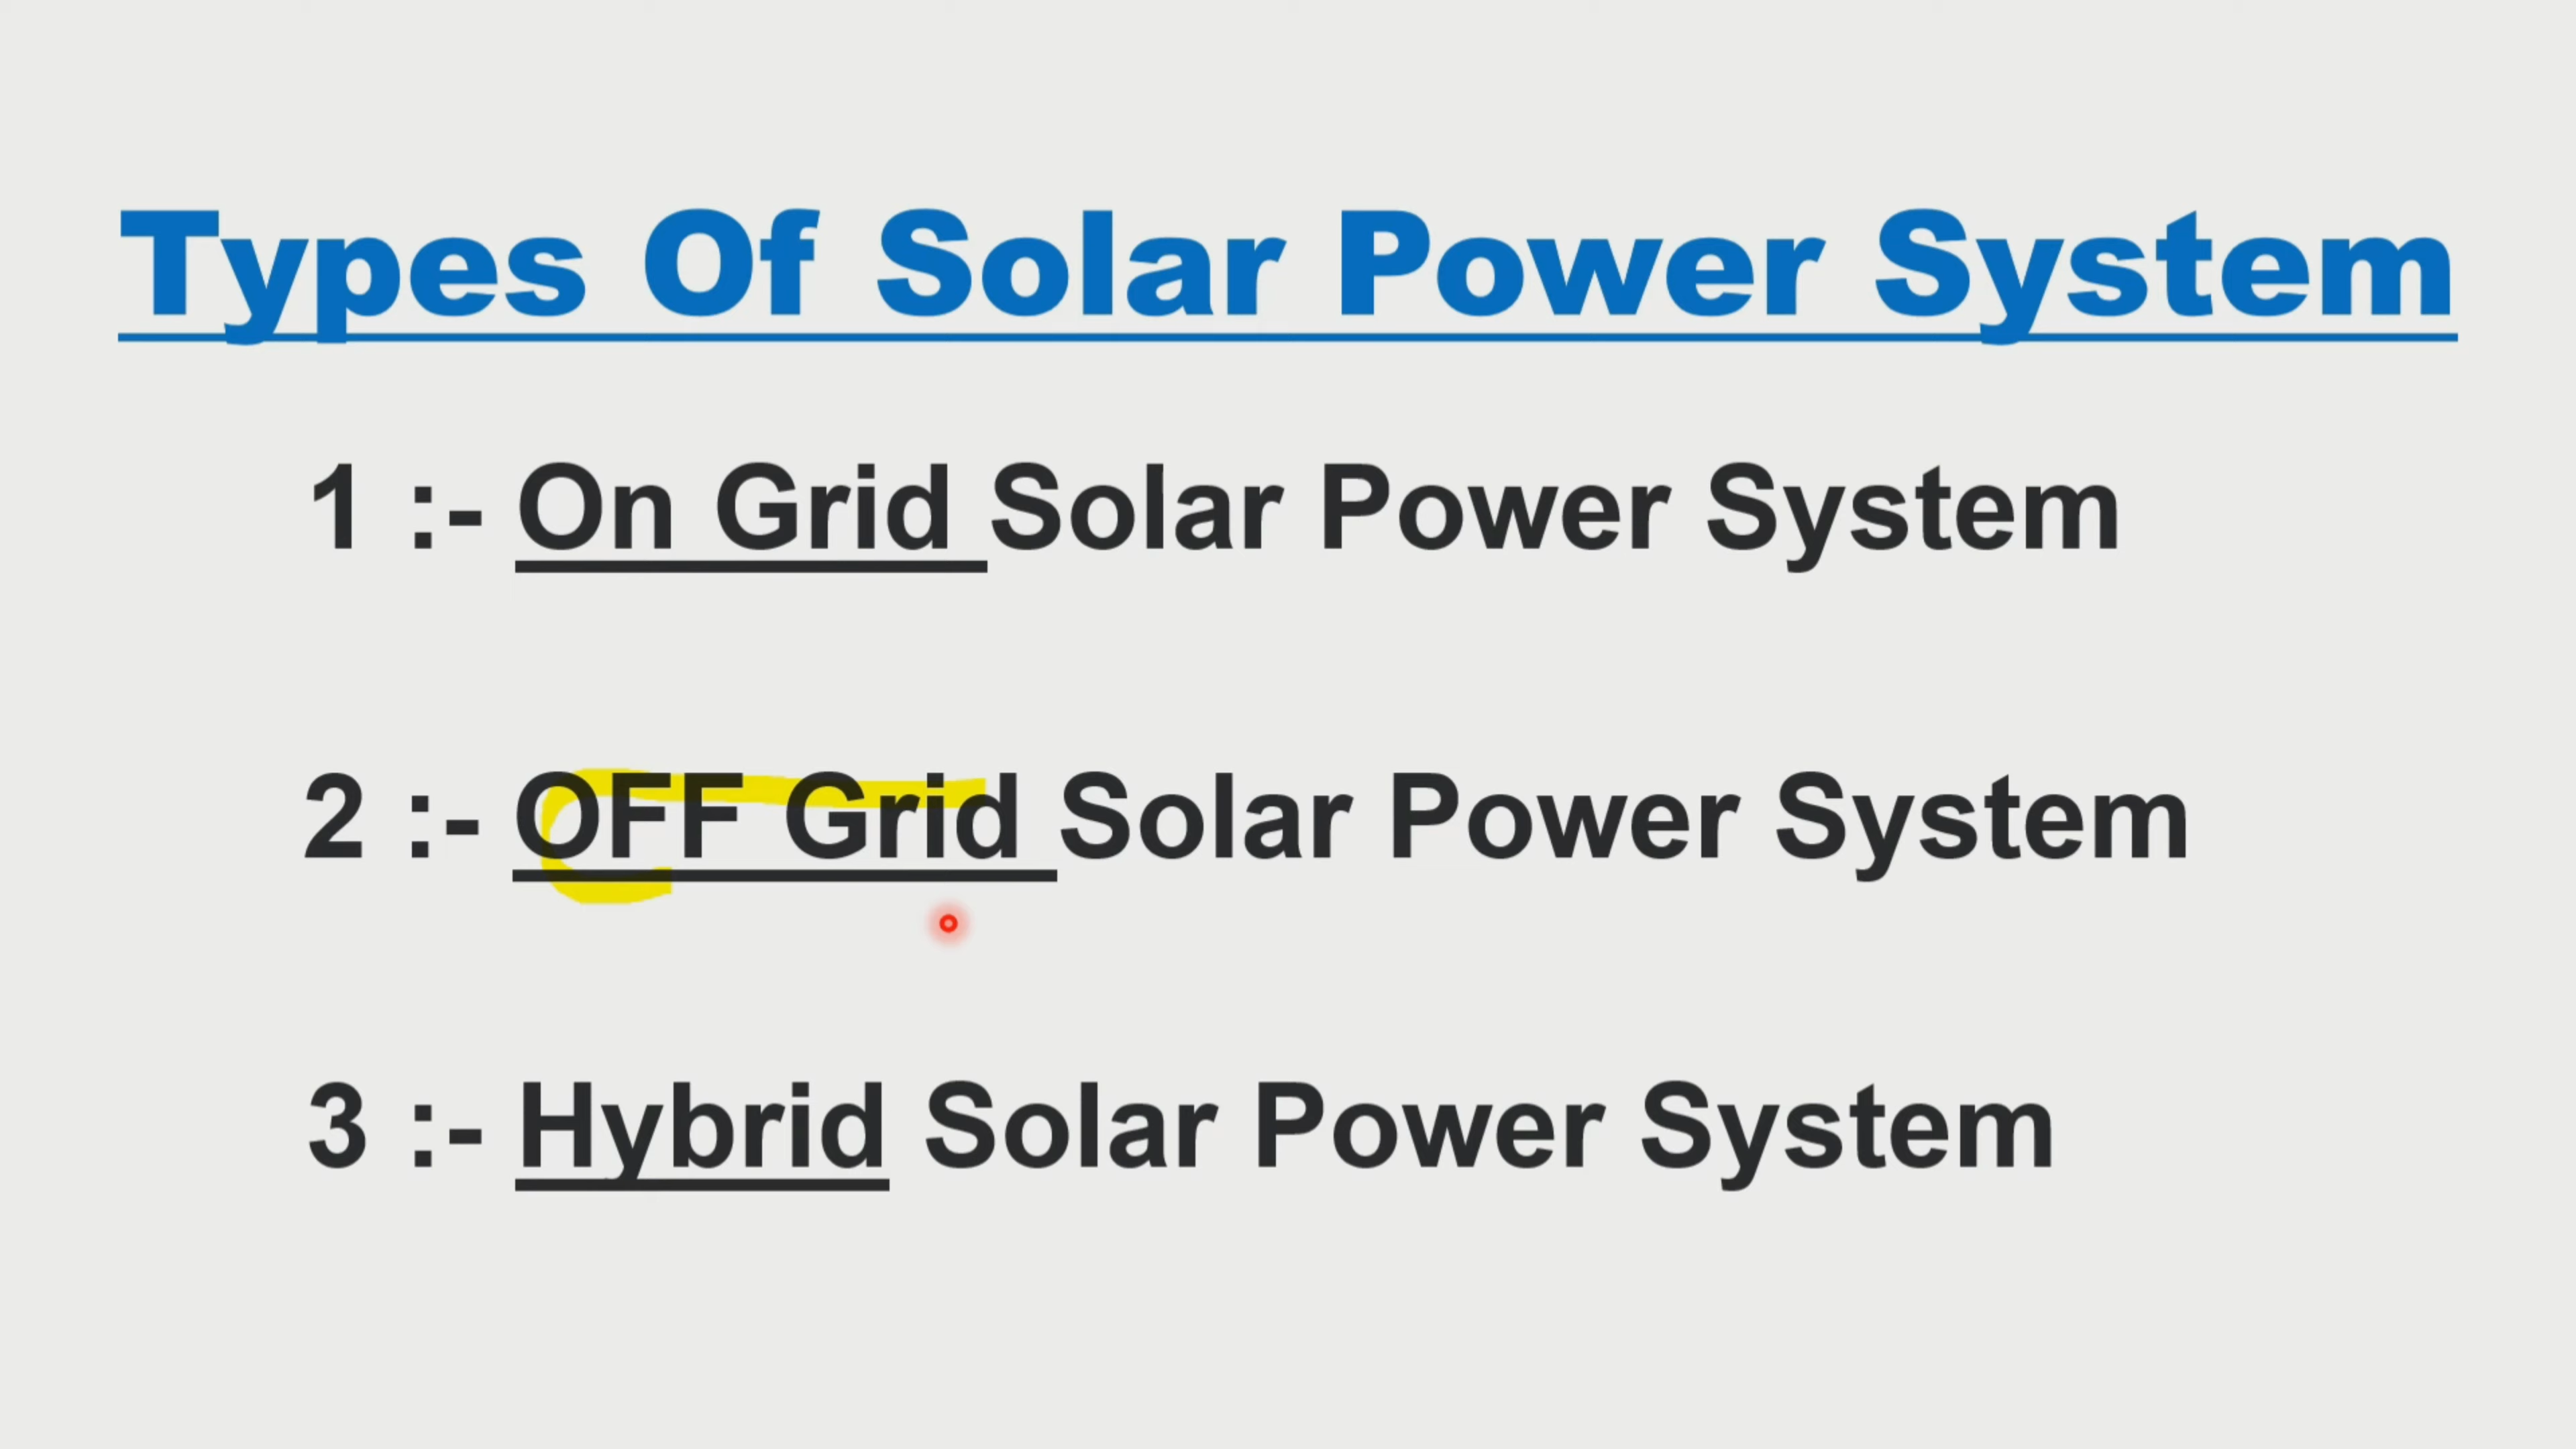 Types Of Solar Power System
1 :- On Grid Solar Power System
2 :- OFF Grid Solar Power System
3 :- Hybrid Solar Power System